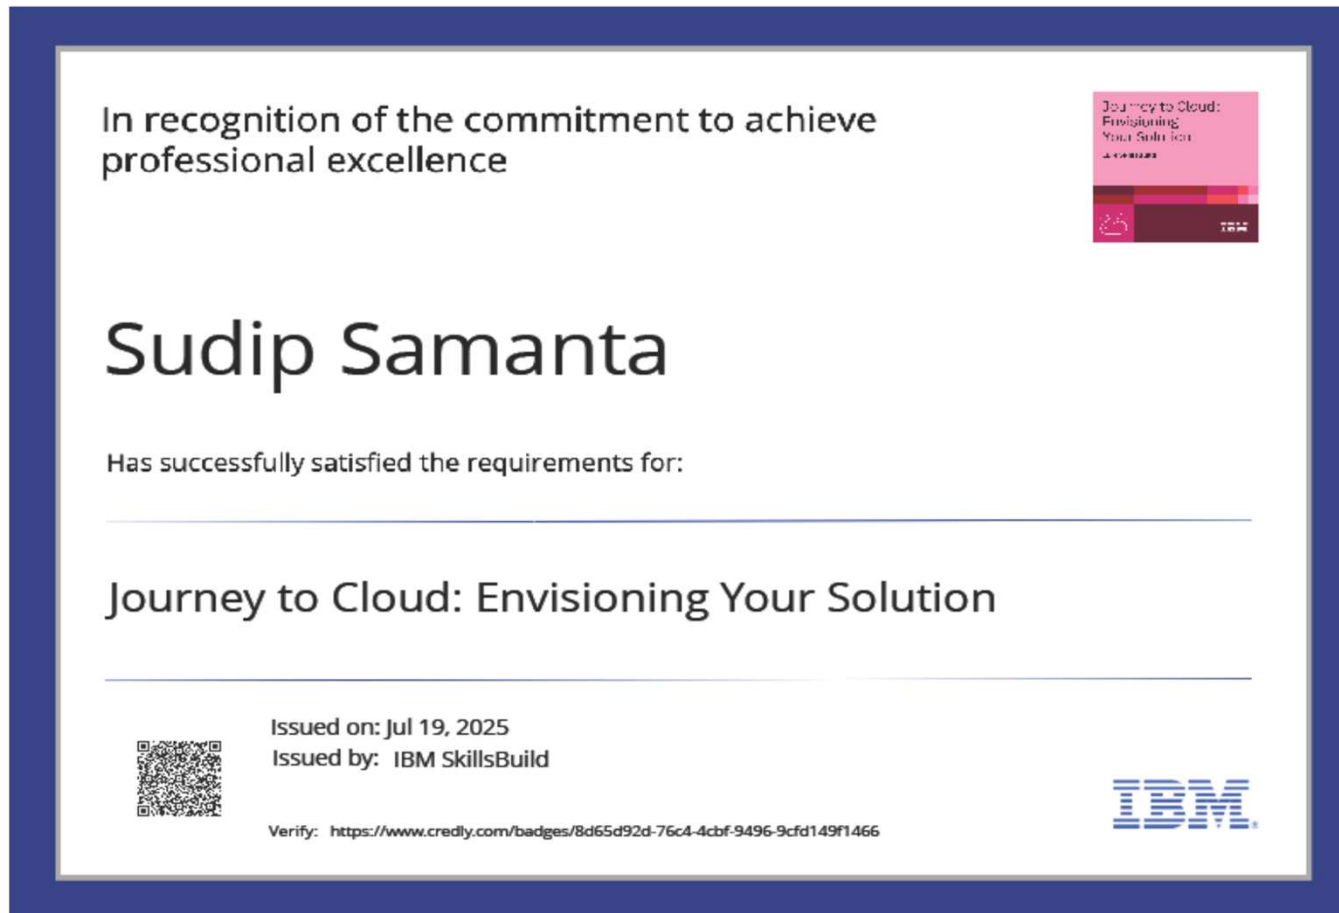 In recognition of the commitment to achieve
professional excellence
Journey to Cloud:
Envisioning
Your Solution
IBM
Sudip Samanta
Has successfully satisfied the requirements for:
Journey to Cloud: Envisioning Your Solution
Issued on: Jul 19, 2025
Issued by: IBM SkillsBuild
Verify: https://www.credly.com/badges/8d65d92d-76c4-4cbf-9496-9cfd149f1466
IBM.